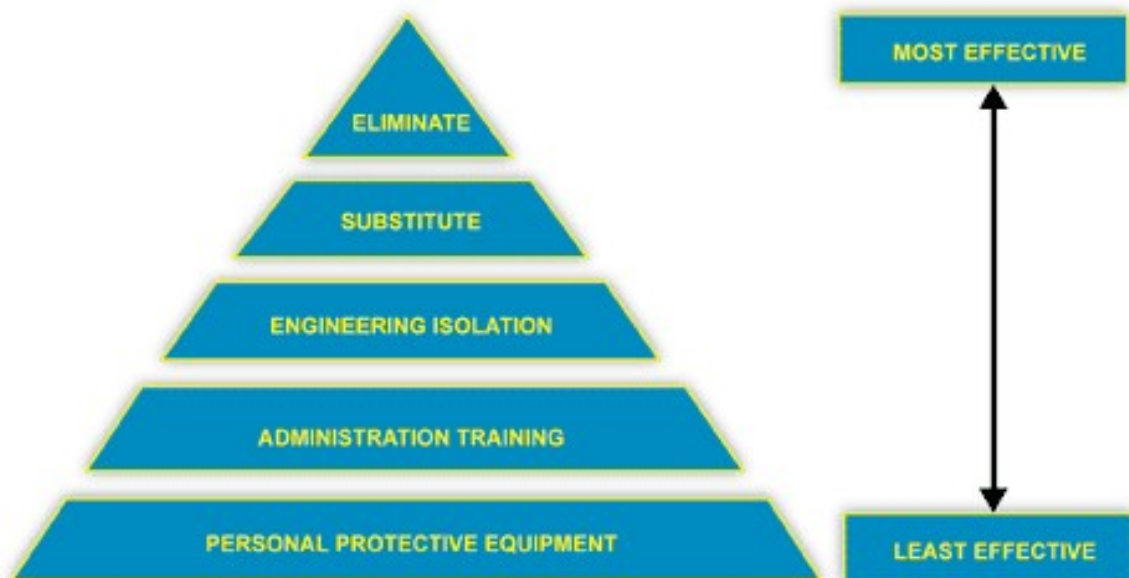 ELIMINATE
SUBSTITUTE
ENGINEERING ISOLATION
ADMINISTRATION TRAINING
PERSONAL PROTECTIVE EQUIPMENT
MOST EFFECTIVE
LEAST EFFECTIVE